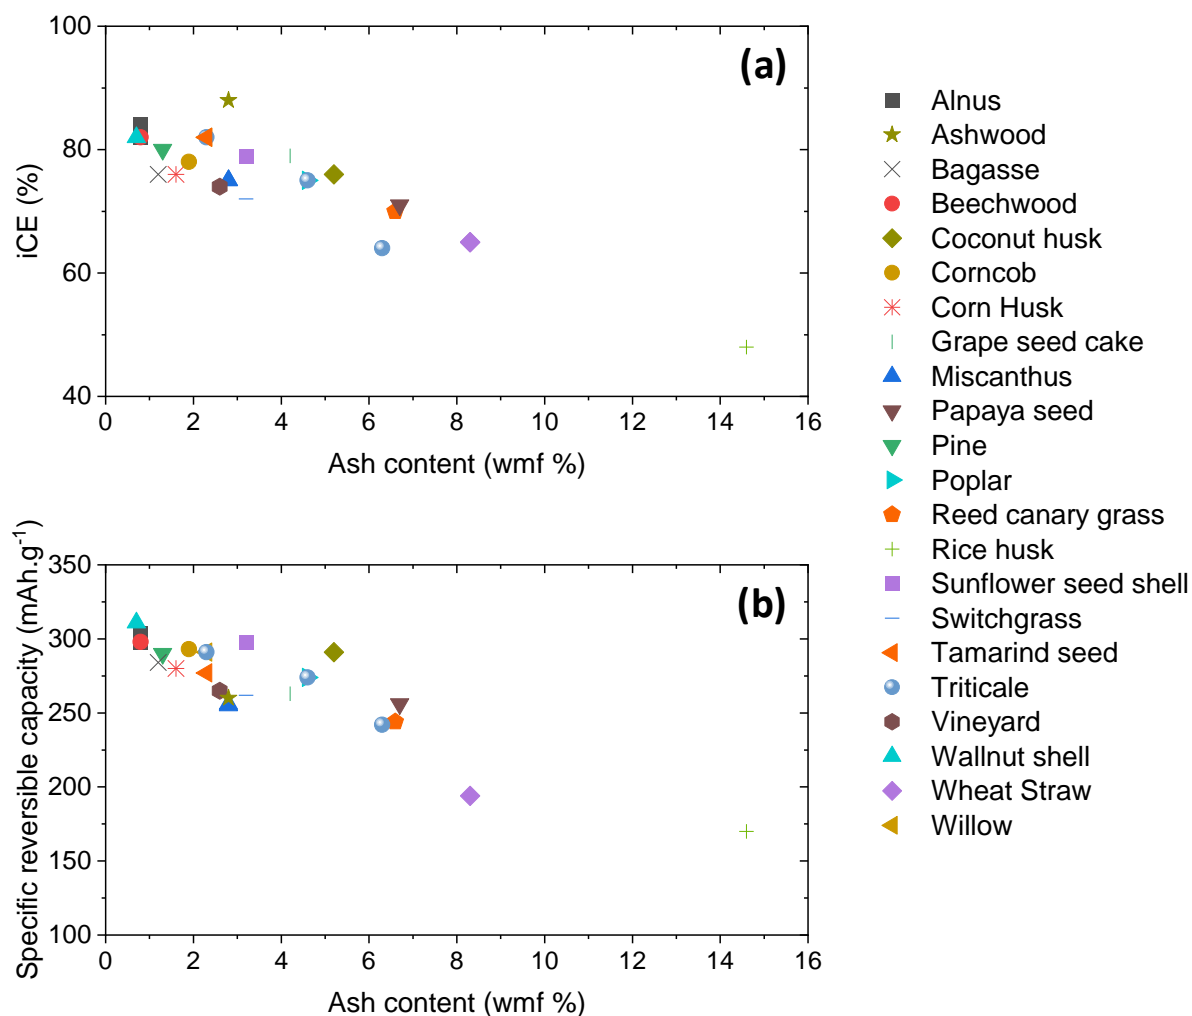 (a)
100
80
60
40
iCE (%)
0 2 4 6 8 10 12 14 16
Ash content (wmf %)
(b)
350
300
250
200
150
100
Specific reversible capacity (mAh.g-1)
0 2 4 6 8 10 12 14 16
Ash content (wmf %)
Alnus
Ashwood
Bagasse
Beechwood
Coconut husk
Corncob
Corn Husk
Grape seed cake
Miscanthus
Papaya seed
Pine
Poplar
Reed canary grass
Rice husk
Sunflower seed shell
Switchgrass
Tamarind seed
Triticale
Vineyard
Wallnut shell
Wheat Straw
Willow